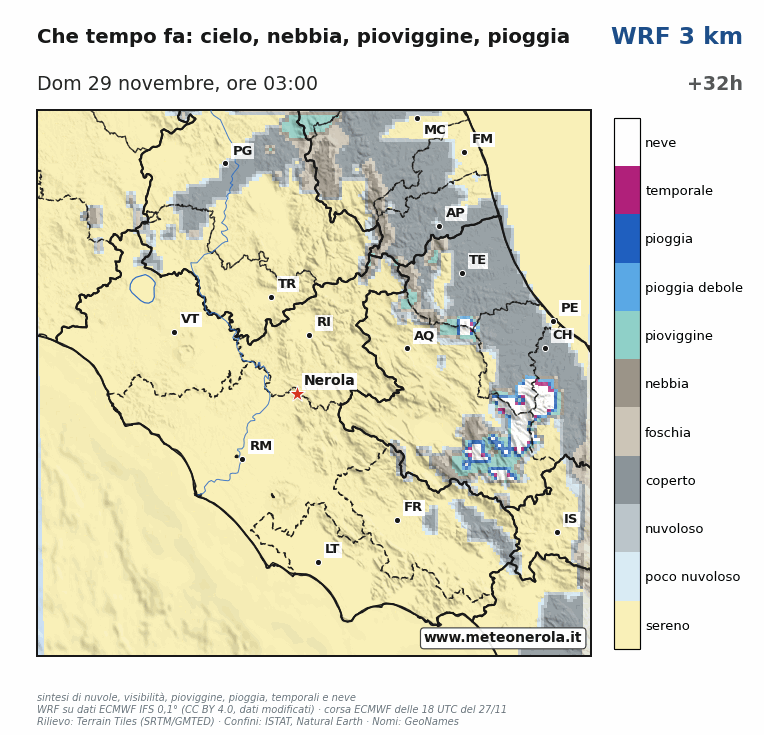 Che tempo fa: cielo, nebbia, pioviggine, pioggia
WRF 3 km
Dom 29 novembre, ore 03:00
+32h
MC
FM
PG
AP
TE
TR
PE
VT
RI
AQ
CH
Nerola
RM
FR
IS
LT
www.meteonerola.it
neve
temporale
pioggia
pioggia debole
pioviggine
nebbia
foschia
coperto
nuvoloso
poco nuvoloso
sereno
sintesi di nuvole, visibilità, pioviggine, pioggia, temporali e neve
WRF su dati ECMWF IFS 0,1° (CC BY 4.0, dati modificati) · corsa ECMWF delle 18 UTC del 27/11
Rilievo: Terrain Tiles (SRTM/GMTED) · Confini: ISTAT, Natural Earth · Nomi: GeoNames